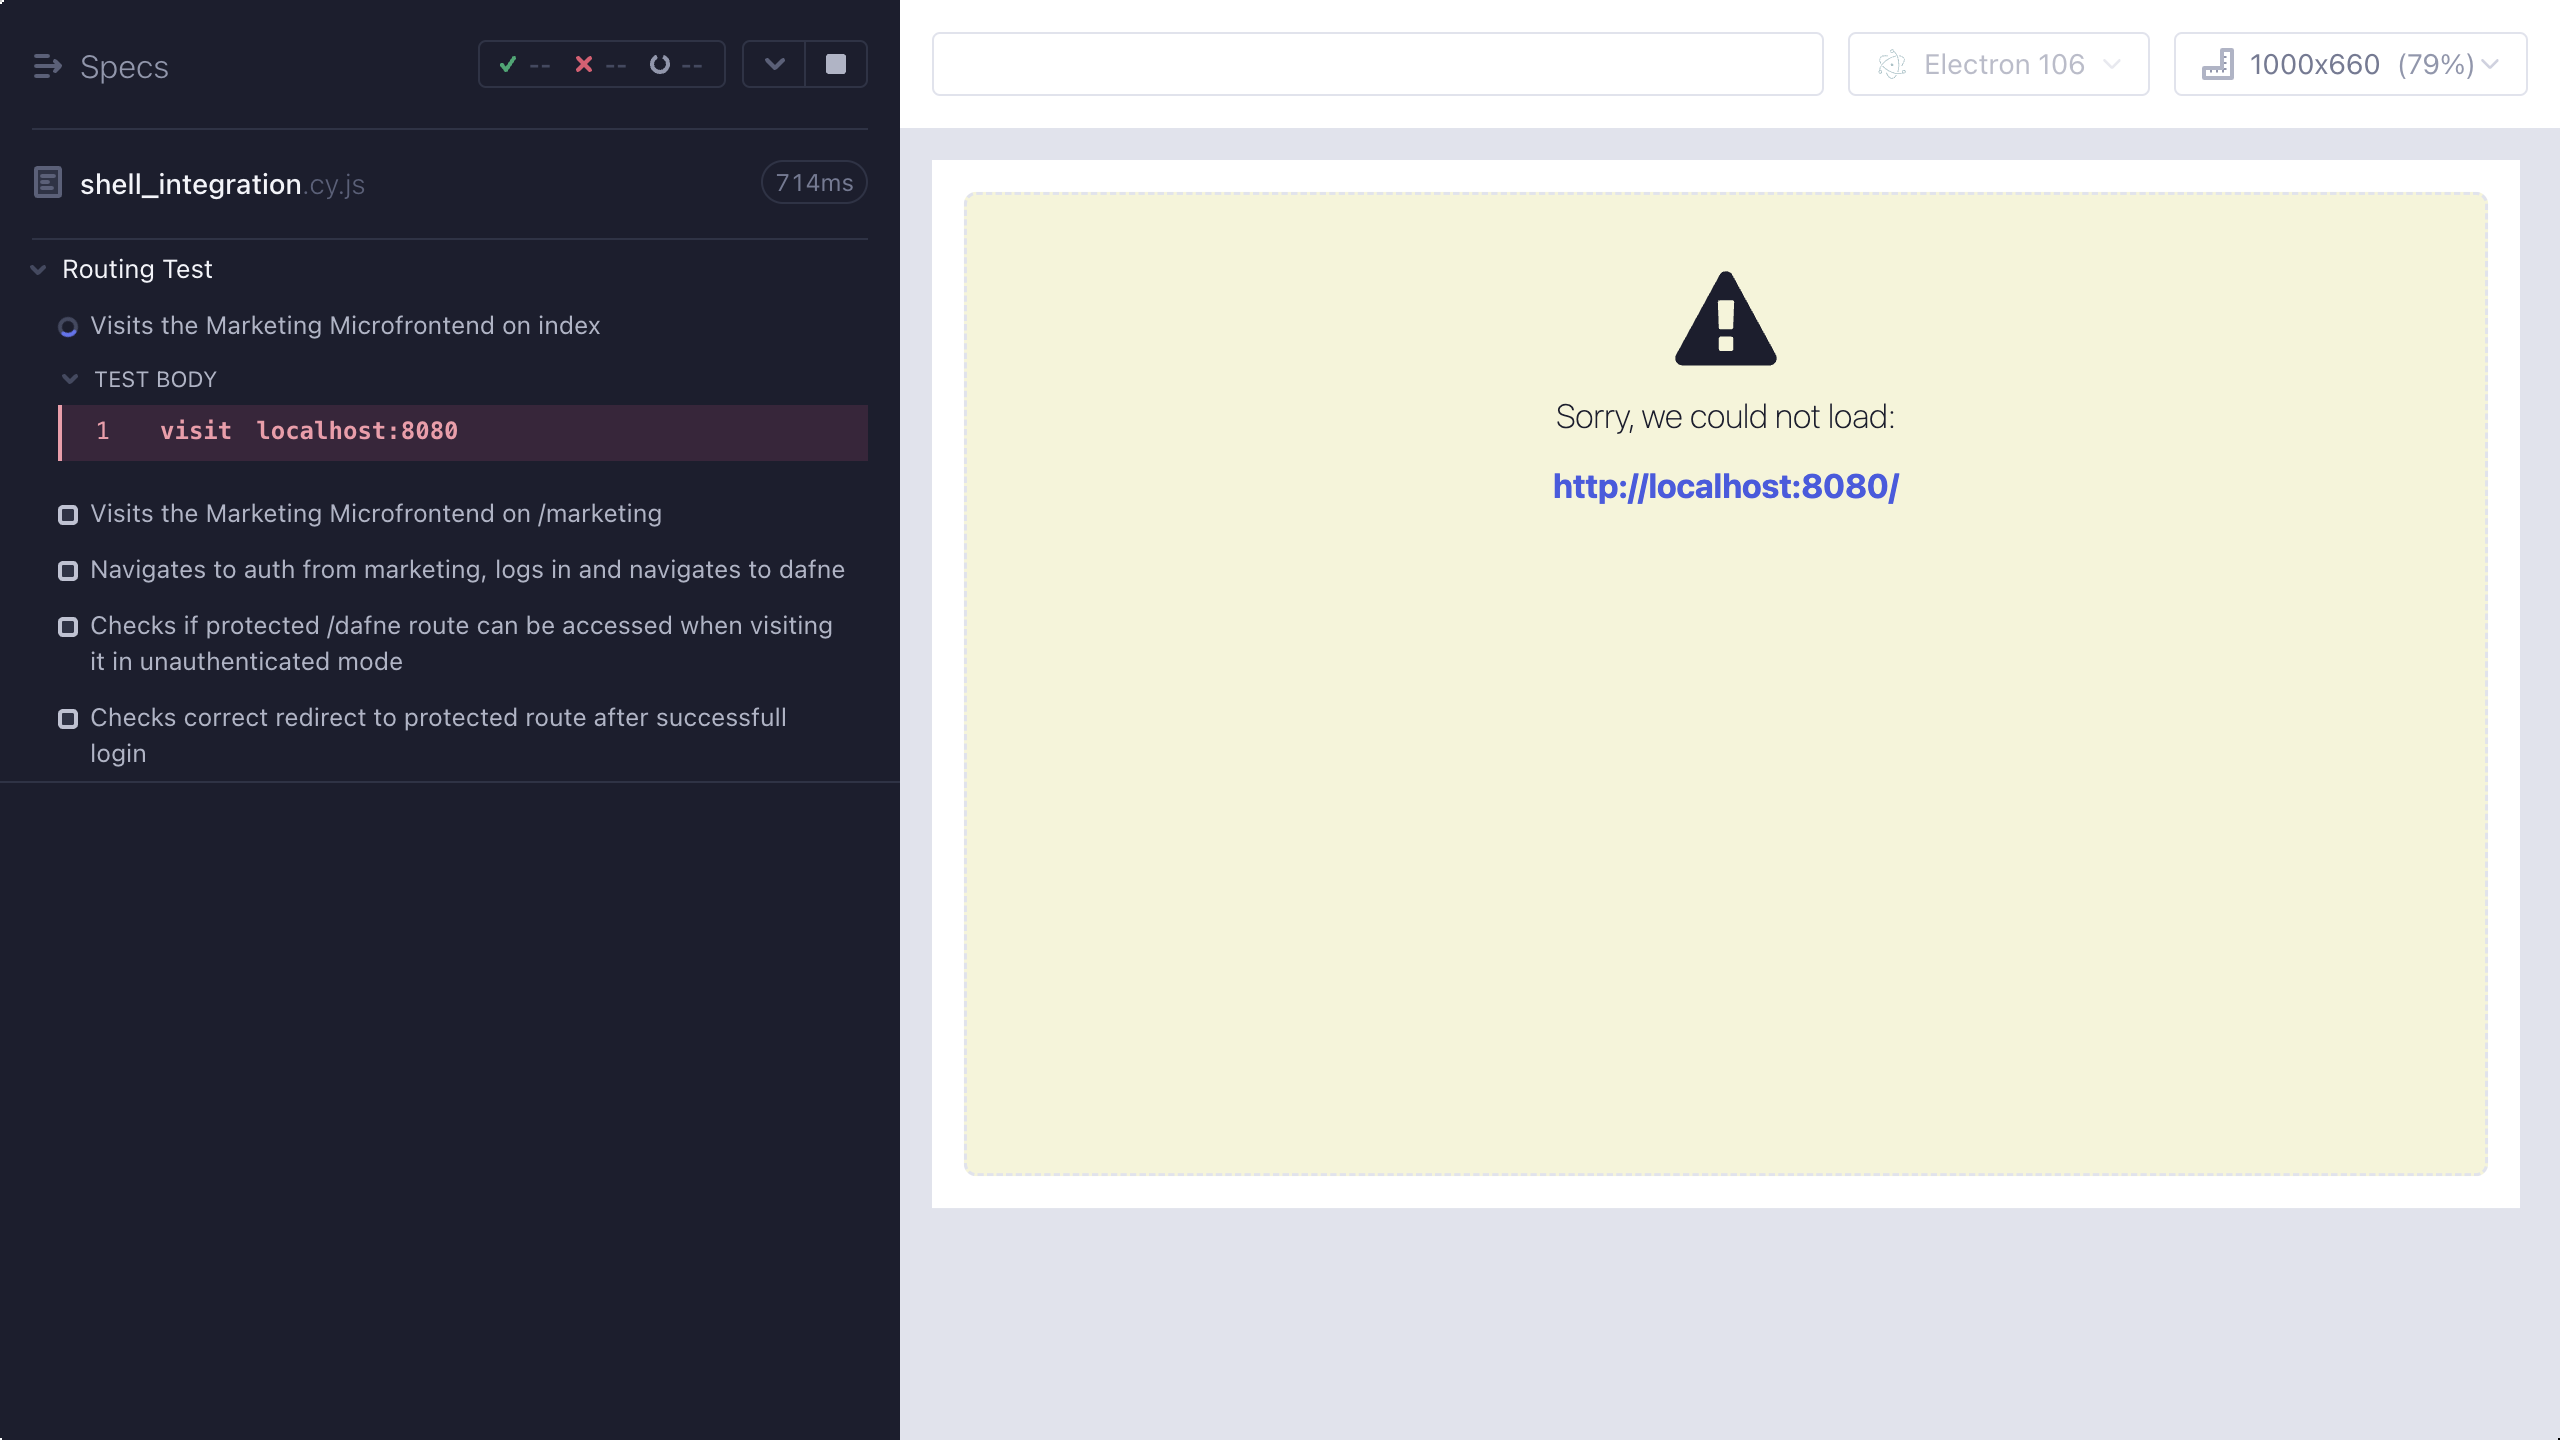 Specs
-- -- --
shell_integration.cy.js
714ms
Routing Test
Visits the Marketing Microfrontend on index
TEST BODY
1 visit localhost:8080
Visits the Marketing Microfrontend on /marketing
Navigates to auth from marketing, logs in and navigates to dafne
Checks if protected /dafne route can be accessed when visiting
it in unauthenticated mode
Checks correct redirect to protected route after successfull
login
Electron 106
1000x660 (79%)
Sorry, we could not load:
http://localhost:8080/